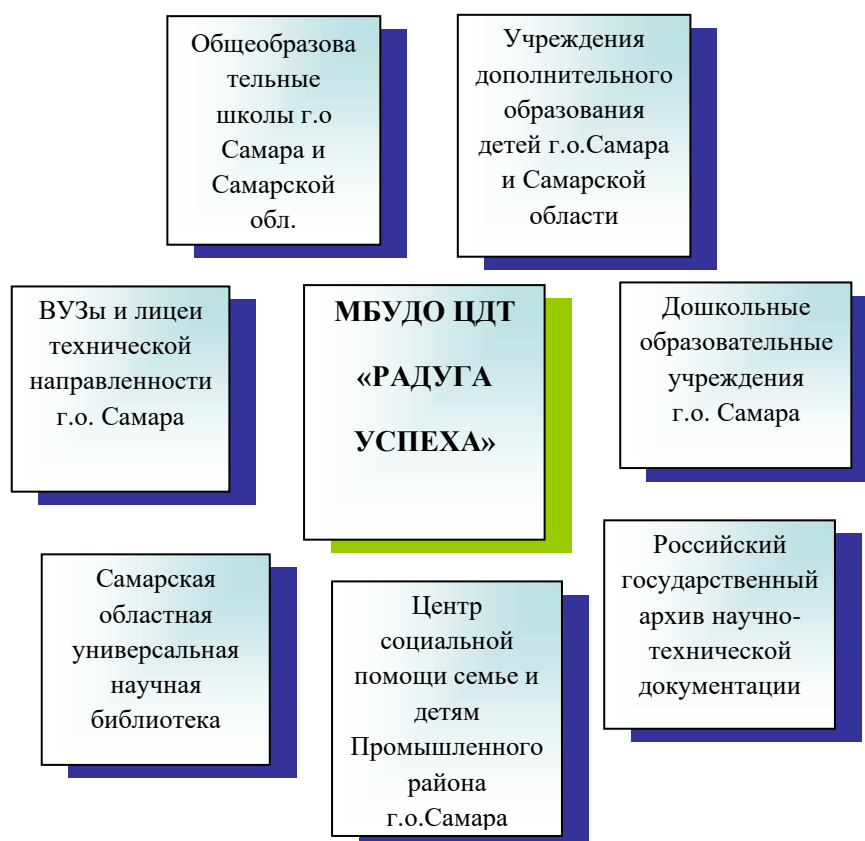 Общеобразова
тельные
школы г.о
Самара и
Самарской
обл.
Учреждения
дополнительного
образования
детей г.о.Самара
и Самарской
области
ВУЗы и лицеи
технической
направленности
г.о. Самара
МБУДО ЦДТ
«РАДУГА
УСПЕХА»
Дошкольные
образовательные
учреждения
г.о. Самара
Самарская
областная
универсальная
научная
библиотека
Центр
социальной
помощи семье и
детям
Промышленного
района
г.о.Самара
Российский
государственный
архив научно-
технической
документации